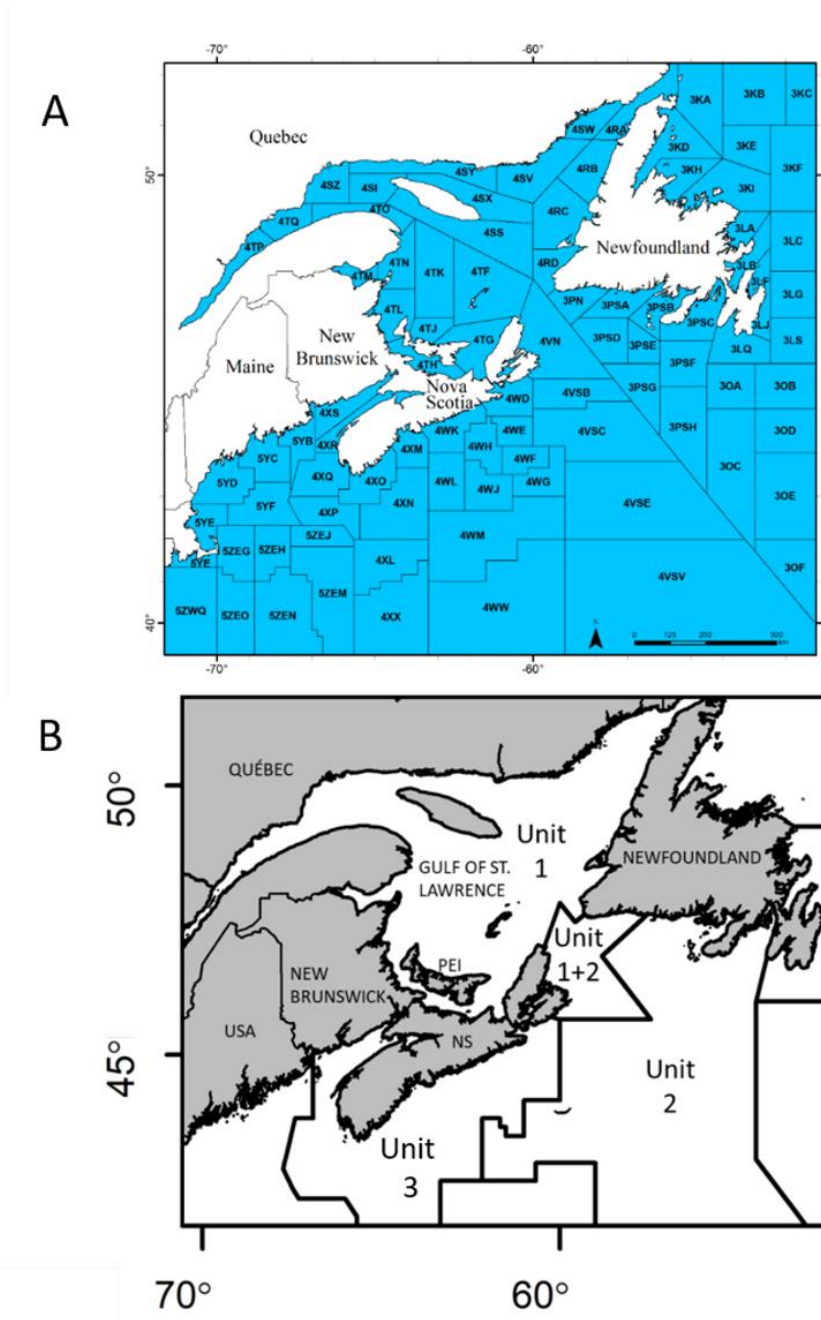 A
-70°
-60°
3KA
3KB
3KC
Quebec
4SW
4RA
3KD
3KE
3KF
50°
4SY
4SV
4RB
3KH
4SZ
4SI
4SX
3KI
4TO
4RC
4TQ
4SS
3LA
3LC
4TP
Newfoundland
4TN
4RD
3LB
4TM
4TK
4TF
3LF
3LG
3PN
3PSA
3PSB
4TL
3PSC
3LJ
4TJ
3PSD
3LS
New
Brunswick
4TG
4VN
3PSE
3LQ
Maine
4TH
3PSF
Nova
Scotia
3PSG
3OA
3OB
4VSB
4WD
4XS
3PSH
3OD
5YB
4XR
4XM
4WK
4WH
4WE
4VSC
5YC
4WF
3OC
5YD
4XQ
4XO
4WL
4WJ
4WG
3OE
5YF
4XN
4VSE
4XP
5YE
5ZEJ
4WM
5ZEG
5ZEH
5YE
4XL
3OF
4VSV
5ZEM
5ZWQ
5ZEO
5ZEN
4XX
4WW
40°
N
0 125 250 500
km
-70°
-60°
B
50°
QUÉBEC
Unit
1
NEWFOUNDLAND
GULF OF ST.
LAWRENCE
Unit
1+2
PEI
NEW
BRUNSWICK
USA
NS
45°
Unit
2
Unit
3
70°
60°